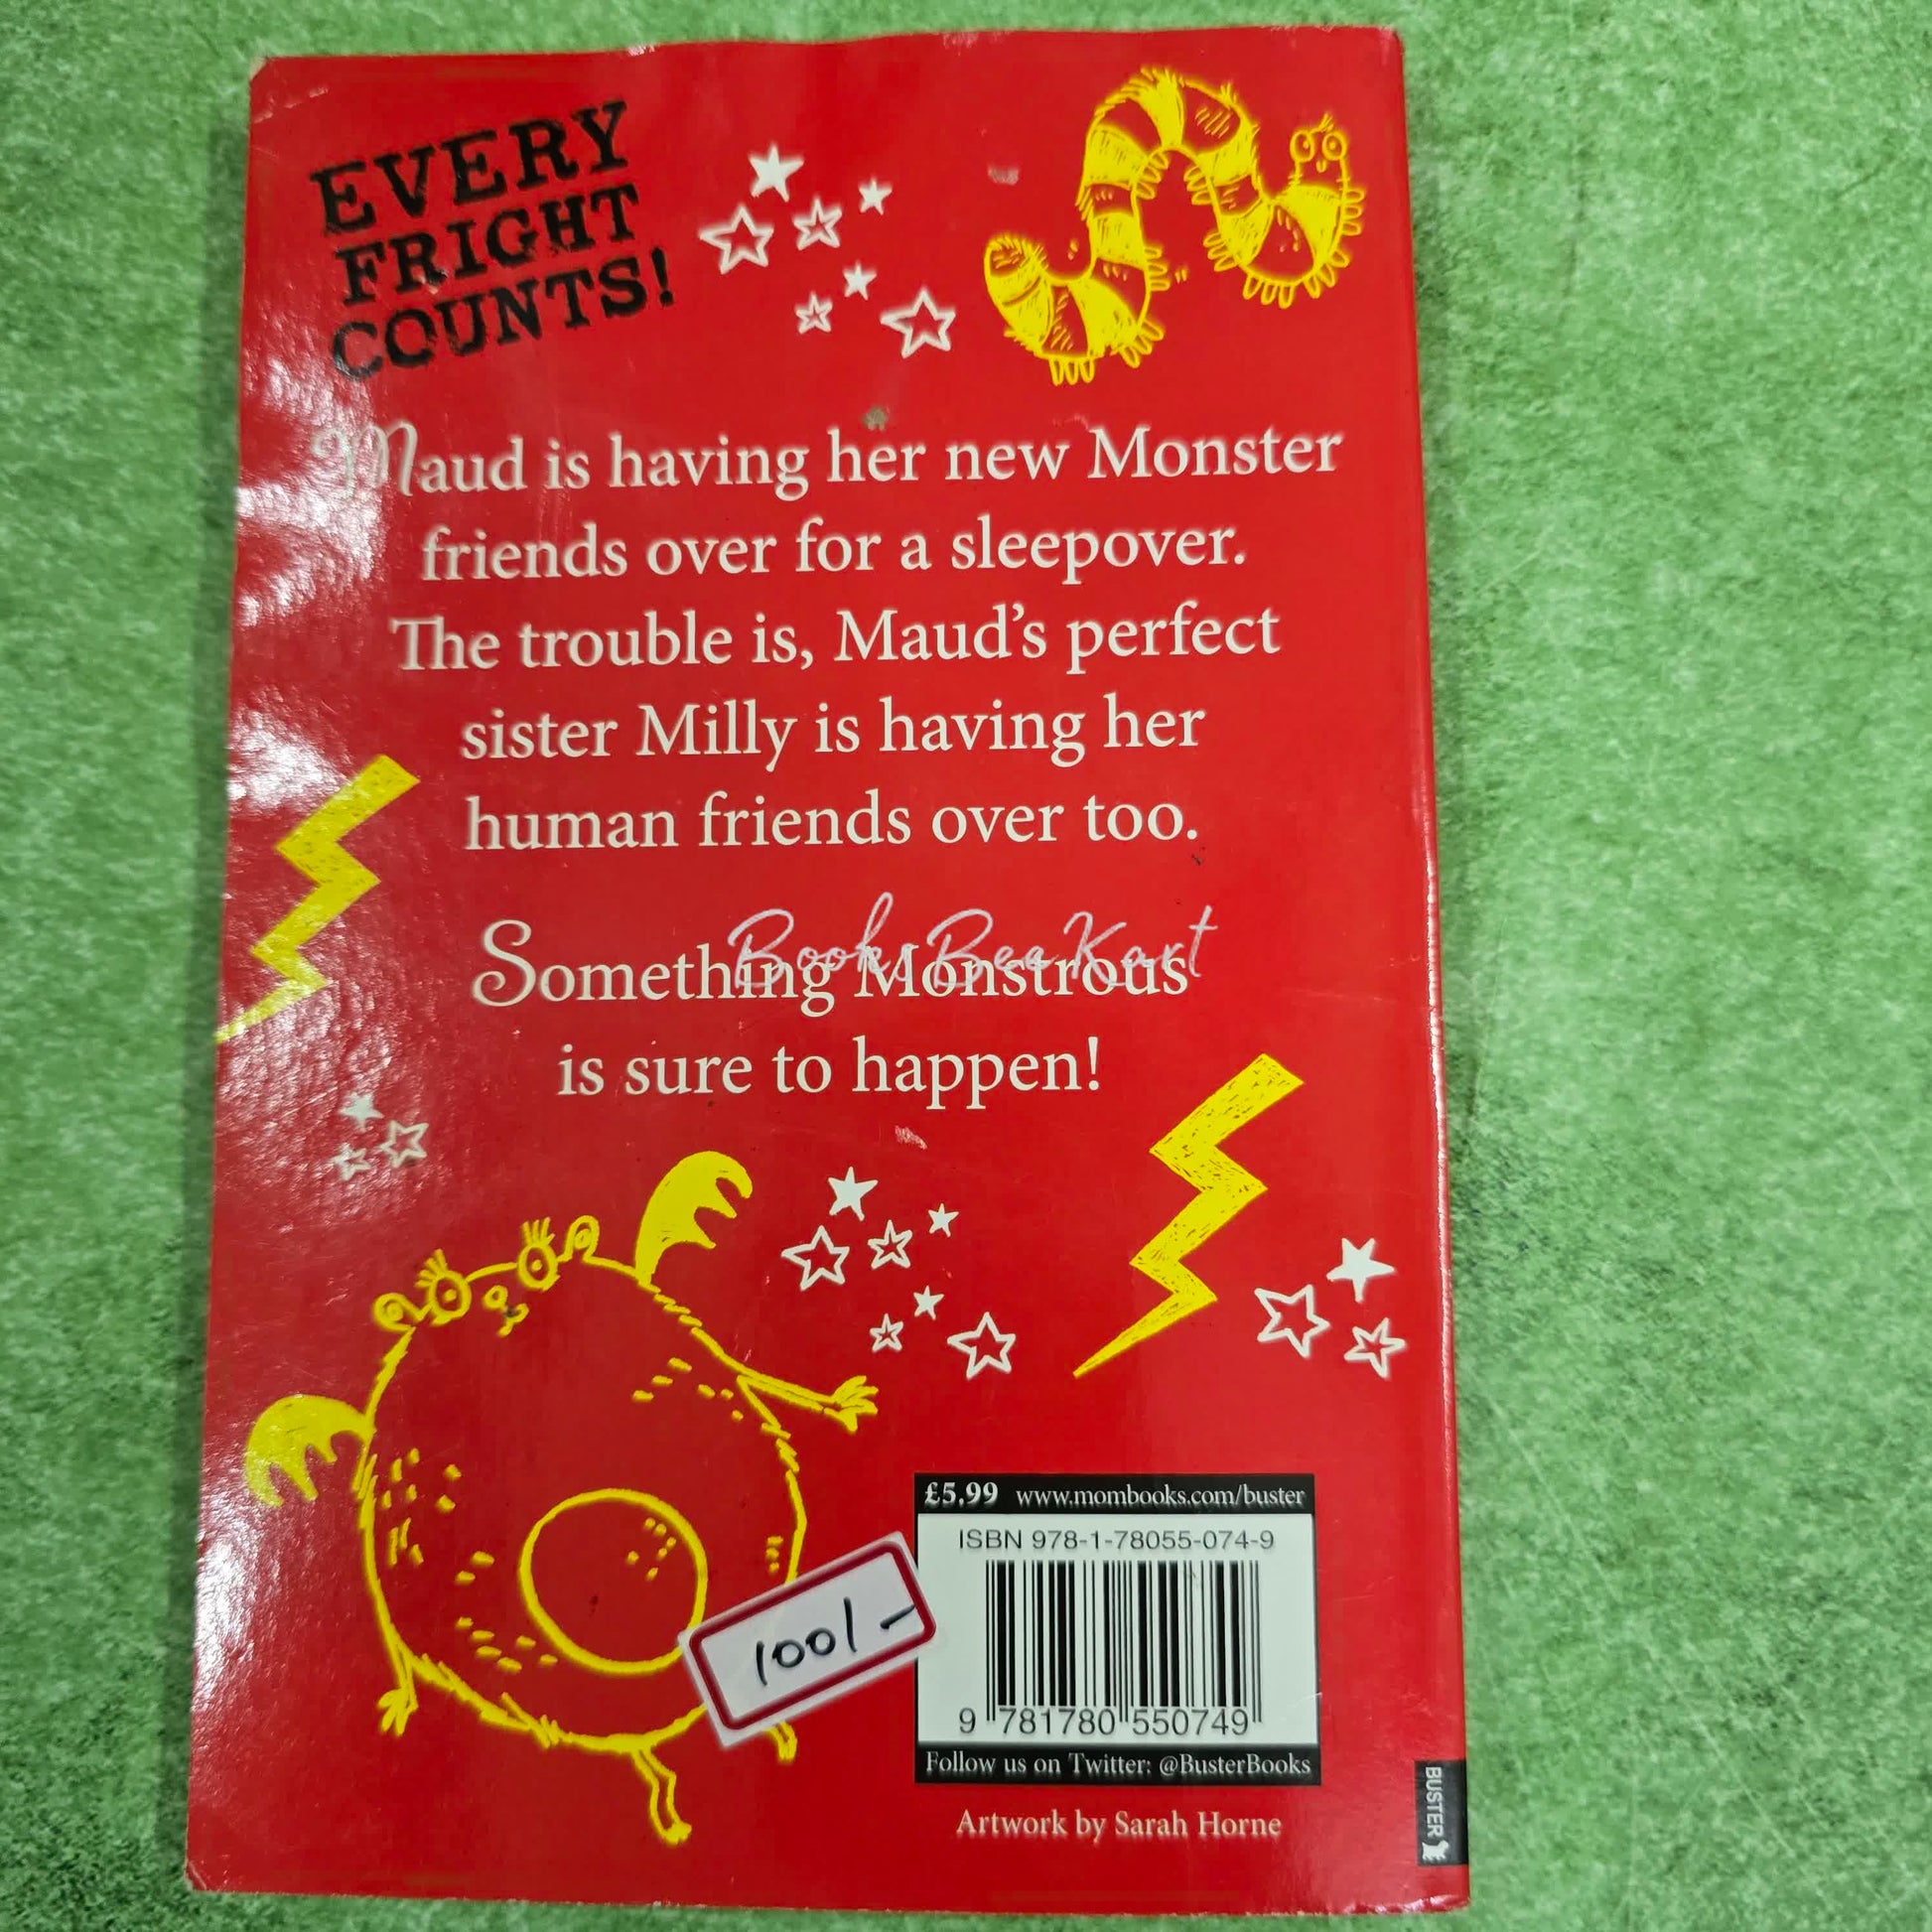 EVERY
FRIGHT
COUNTS!
Maud is having her new Monster
friends over for a sleepover.
The trouble is, Maud's perfect
sister Milly is having her
human friends over too.
Books Bee Kart
Something Monstrous
is sure to happen!
£5.99 www.mombooks.com/buster
ISBN 978-1-78055-074-9
100/-
9 781780 550749
Follow us on Twitter: @BusterBooks
Artwork by Sarah Horne
BUSTER